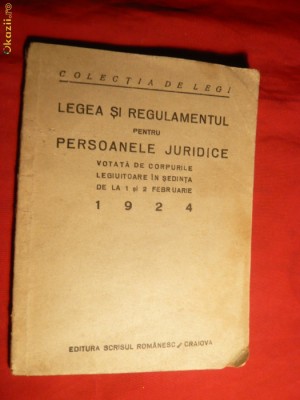 Okazii.ro
COLECȚIA DE LEGI
LEGEA ȘI REGULAMENTUL
PENTRU
PERSOANELE JURIDICE
VOTATĂ DE CORPURILE
LEGIUITOARE ÎN ȘEDINȚA
DE LA 1 și 2 FEBRUARIE
1924
EDITURA SCRISUL ROMÂNESC, CRAIOVA